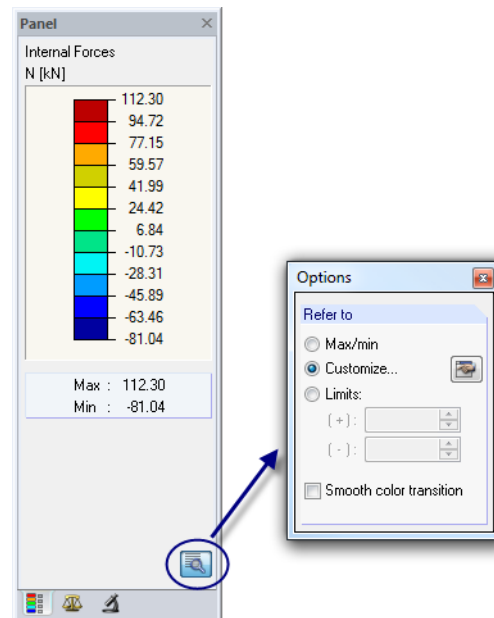 Panel
Internal Forces
N [kN]
112.30
94.72
77.15
59.57
41.99
24.42
6.84
-10.73
-28.31
-45.89
-63.46
-81.04
Max : 112.30
Min : -81.04
Options
Refer to
Max/min
Customize...
Limits:
(+):
(-):
Smooth color transition